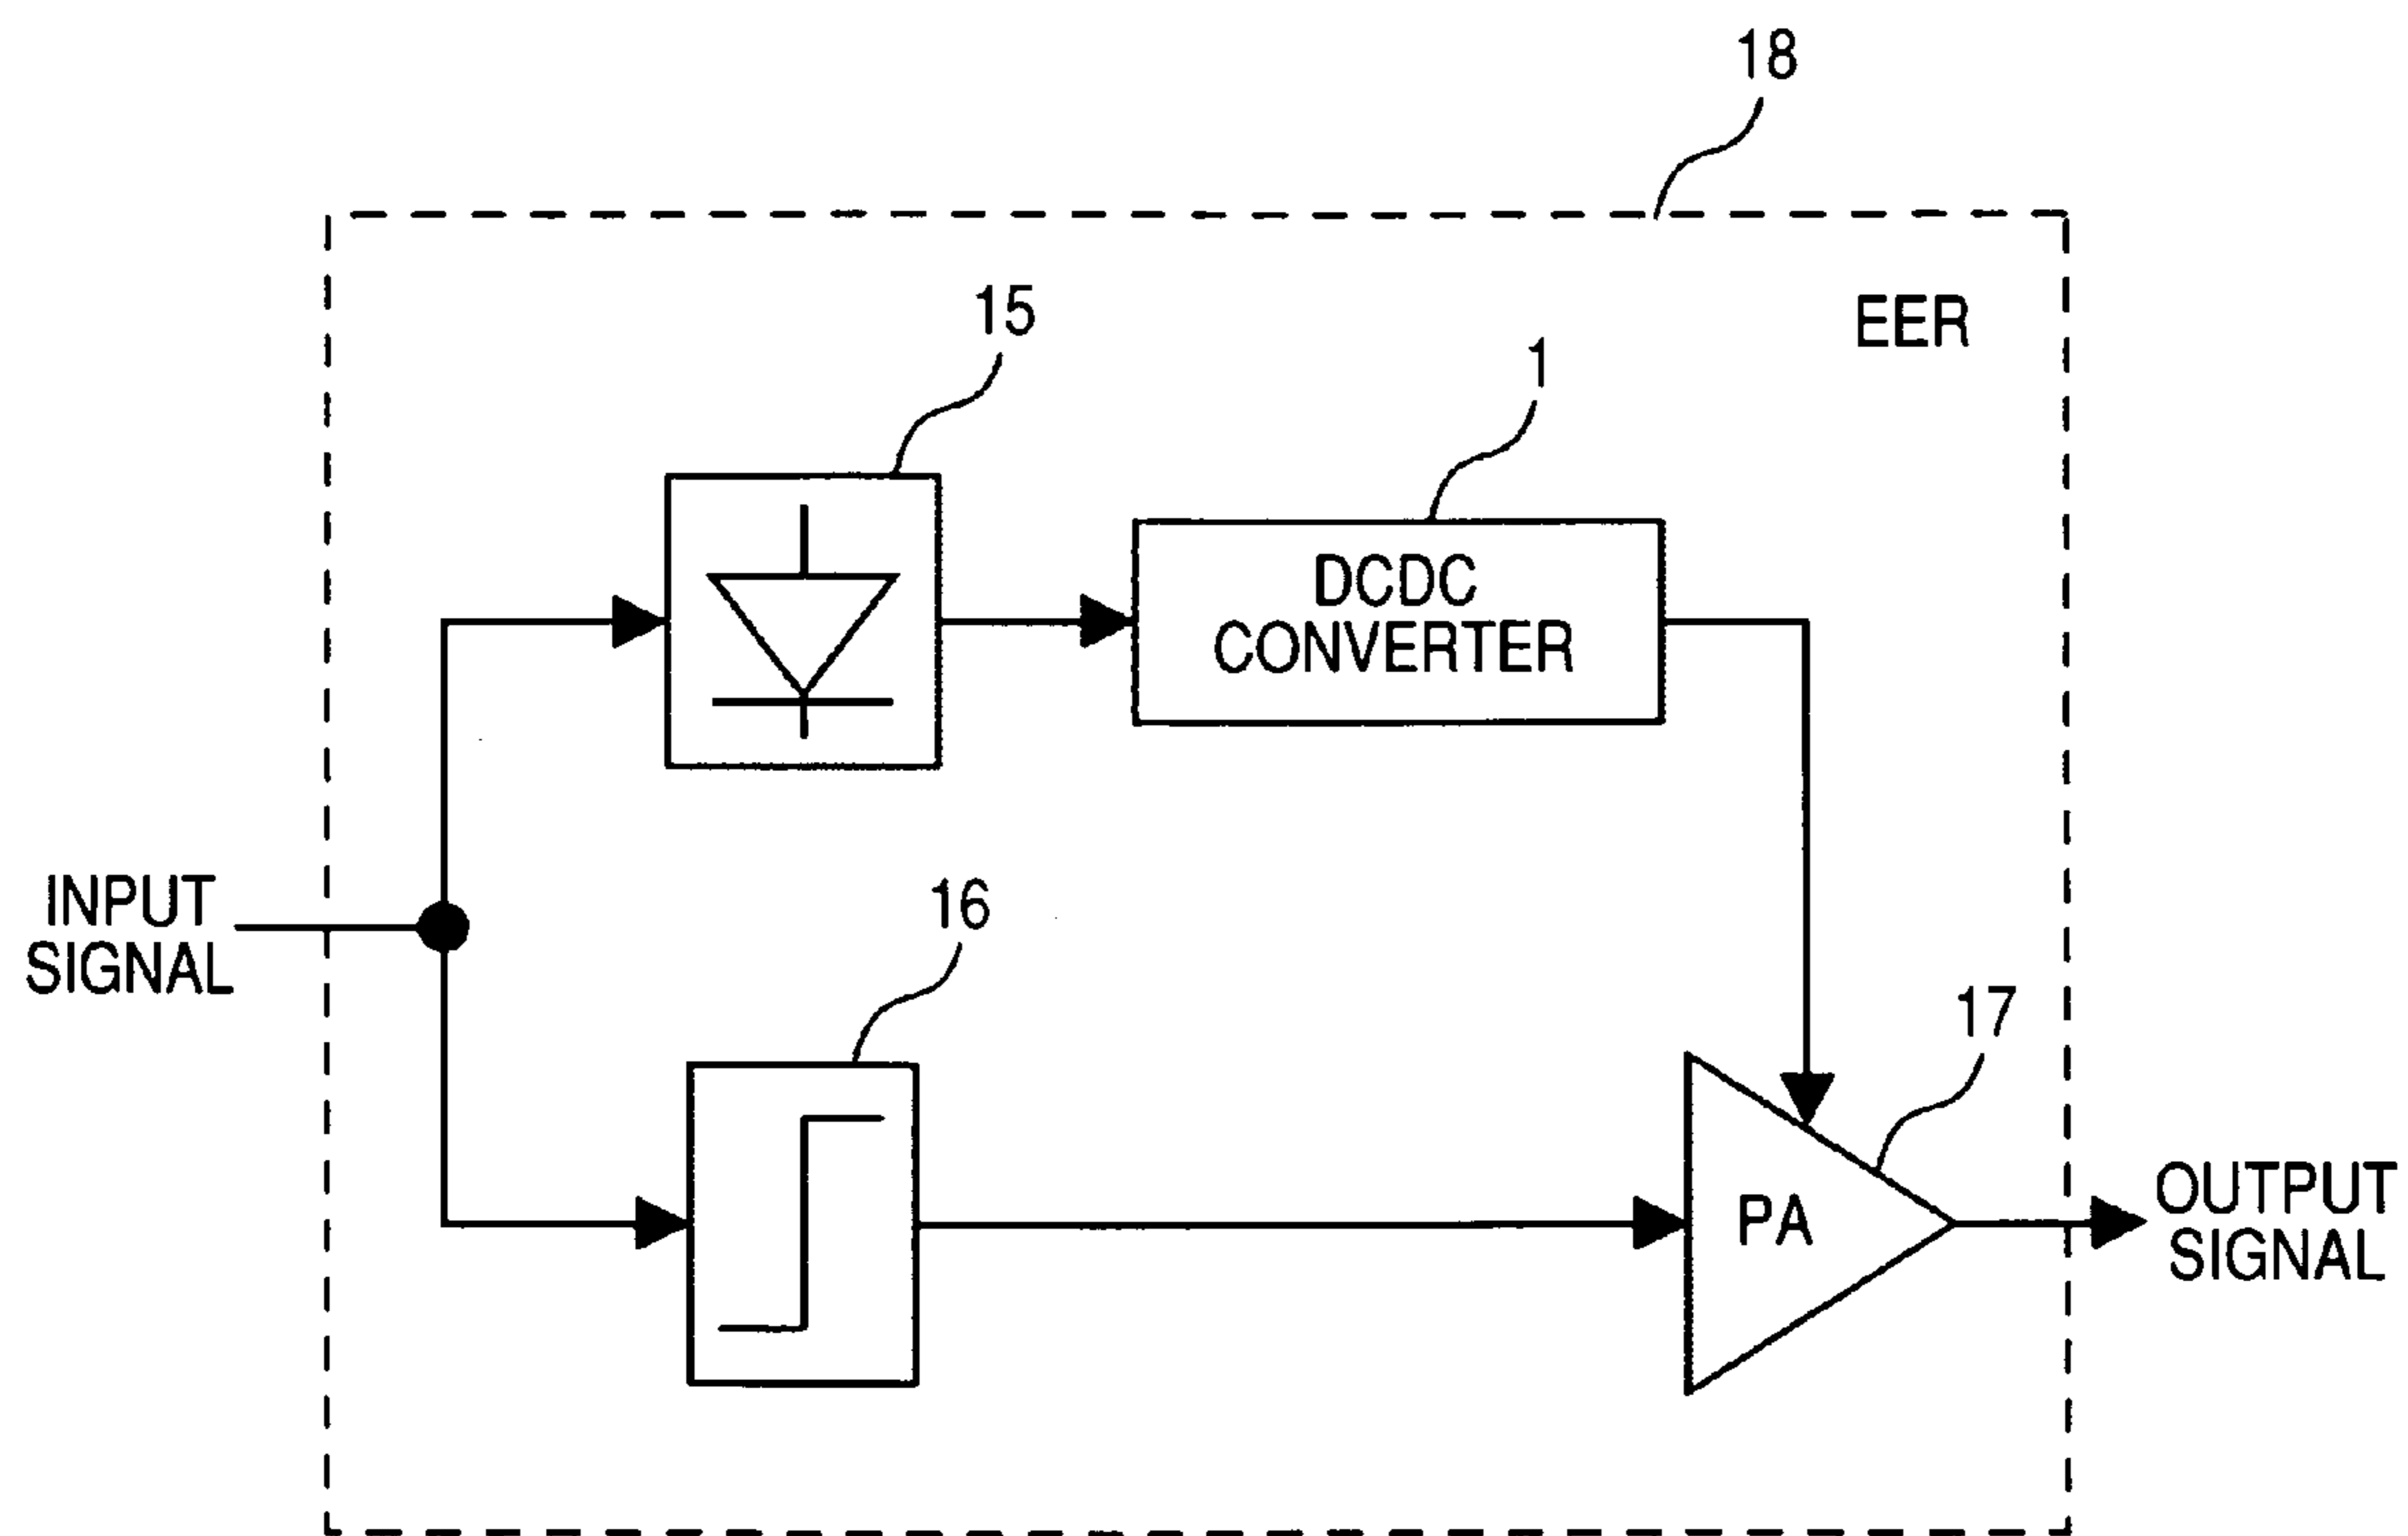 18
EER
15
1
DCDC
CONVERTER
INPUT
SIGNAL
16
17
PA
OUTPUT
SIGNAL